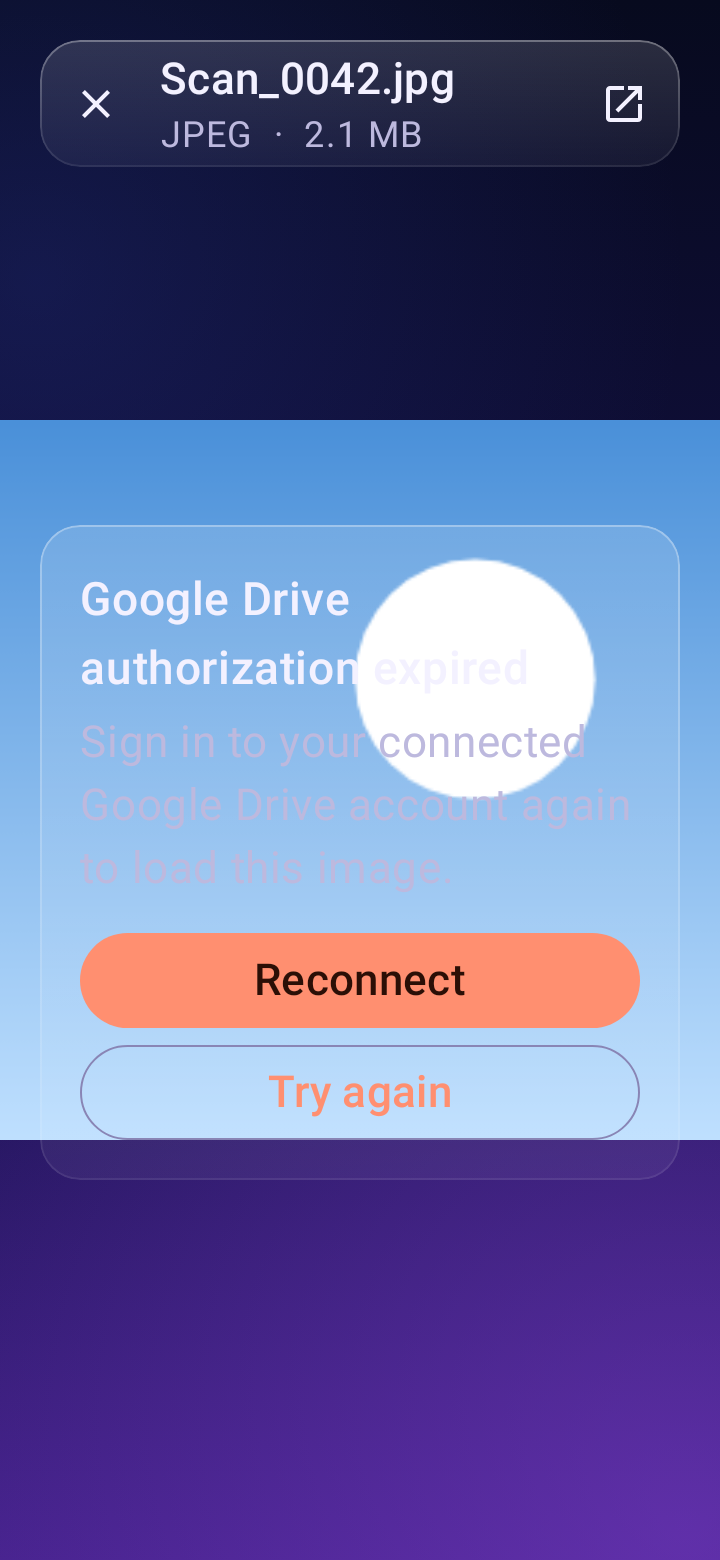 Scan_0042.jpg
JPEG · 2.1 MB
Google Drive
authorization expired
Sign in to your connected
Google Drive account again
to load this image.
Reconnect
Try again